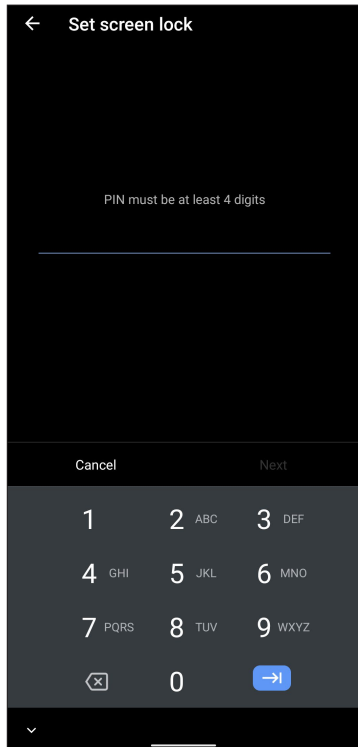 Set screen lock
PIN must be at least 4 digits
Cancel Next
1 2 ABC 3 DEF
4 GHI 5 JKL 6 MNO
7 PQRS 8 TUV 9 WXYZ
0